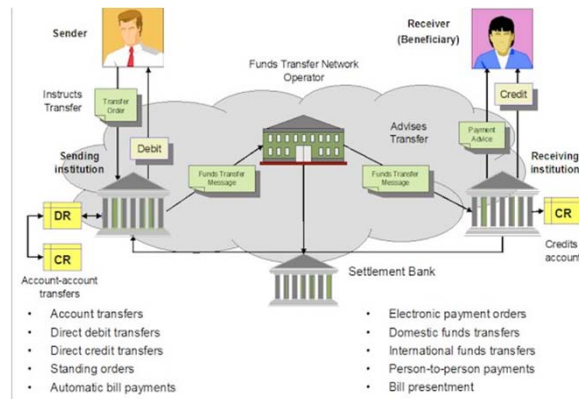 Sender
Receiver
(Beneficiary)
Funds Transfer Network
Operator
Instructs
Transfer
Transfer
Order
Debit
Credit
Payment
Advice
Advises
Transfer
Sending
institution
Receiving
institution
Funds Transfer
Message
Funds Transfer
Message
DR
CR
CR
Credits
account
Account-account
transfers
Settlement Bank
• Account transfers
• Direct debit transfers
• Direct credit transfers
• Standing orders
• Automatic bill payments
• Electronic payment orders
• Domestic funds transfers
• International funds transfers
• Person-to-person payments
• Bill presentment